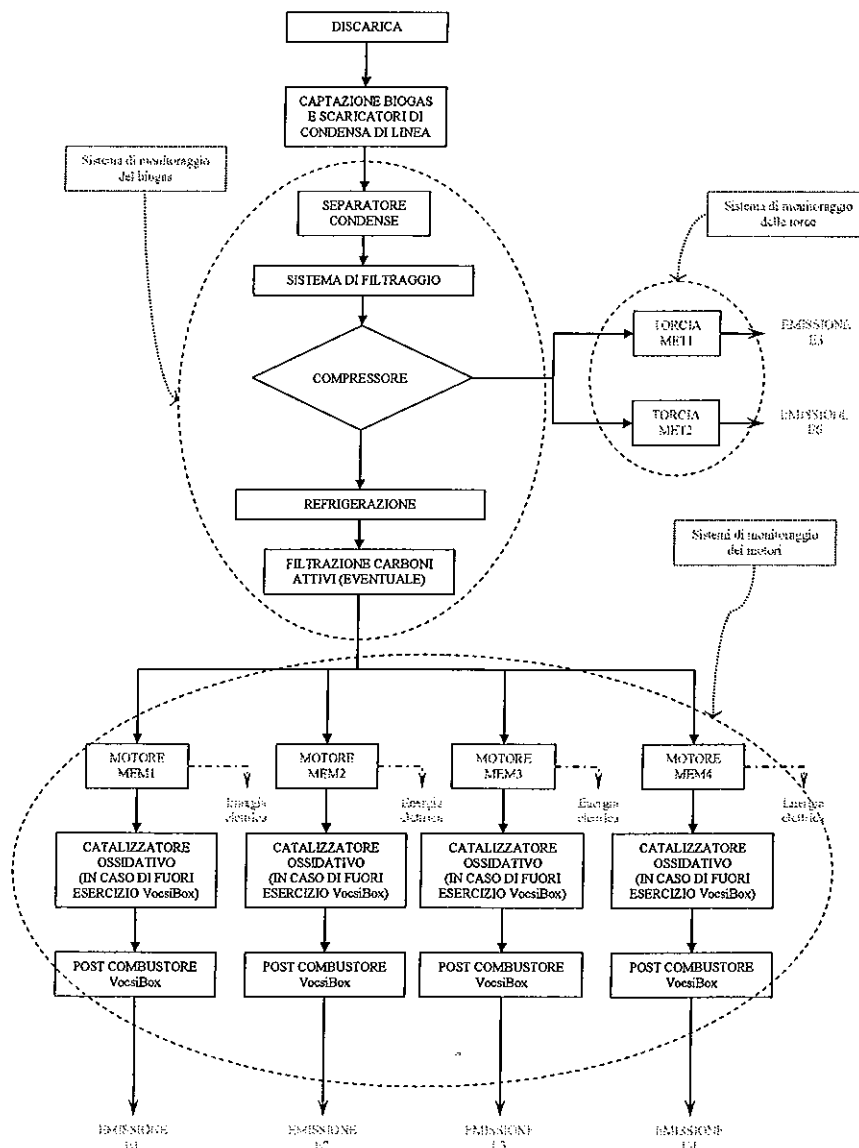 DISCARICA
CAPTAZIONE BIOGAS
E SCARICATORI DI
CONDENSA DI LINEA
Sistema di monitoraggio
del biogas
SEPARATORE
CONDENSE
Sistema di monitoraggio
delle torce
SISTEMA DI FILTRAGGIO
TORCIA
MET1
EMISSIONE
COMPRESSORE
TORCIA
MET2
EMISSIONE
REFRIGERAZIONE
Sistemi di monitoraggio
dei motori
FILTRAZIONE CARBONI
ATTIVI (EVENTUALE)
MOTORE
MEM1
MOTORE
MEM2
MOTORE
MEM3
MOTORE
MEM4
Energia
elettrica
Energia
elettrica
Energia
elettrica
Energia
elettrica
CATALIZZATORE
OSSIDATIVO
(IN CASO DI FUORI
ESERCIZIO VocsiBox)
CATALIZZATORE
OSSIDATIVO
(IN CASO DI FUORI
ESERCIZIO VocsiBox)
CATALIZZATORE
OSSIDATIVO
(IN CASO DI FUORI
ESERCIZIO VocsiBox)
CATALIZZATORE
OSSIDATIVO
(IN CASO DI FUORI
ESERCIZIO VocsiBox)
POST COMBUSTORE
VocsiBox
POST COMBUSTORE
VocsiBox
POST COMBUSTORE
VocsiBox
POST COMBUSTORE
VocsiBox
EMISSIONE
E1
EMISSIONE
E2
EMISSIONE
E3
EMISSIONE